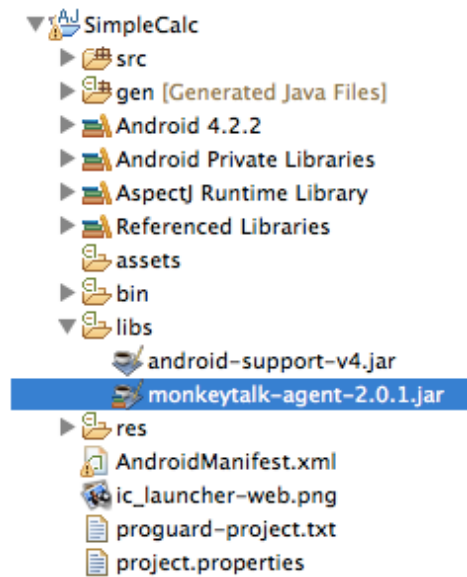 AJ SimpleCalc
src
gen [Generated Java Files]
Android 4.2.2
Android Private Libraries
AspectJ Runtime Library
Referenced Libraries
assets
bin
libs
android-support-v4.jar
monkeytalk-agent-2.0.1.jar
res
AndroidManifest.xml
ic_launcher-web.png
proguard-project.txt
project.properties